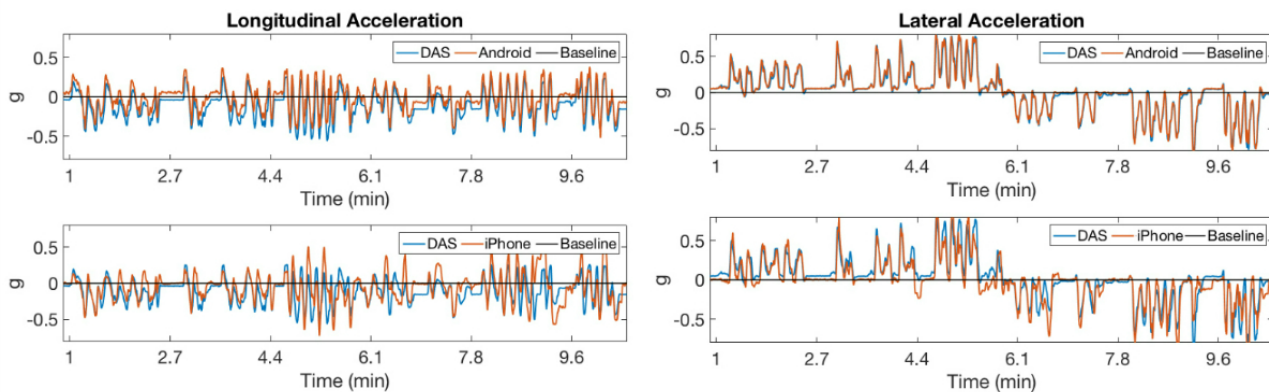 Longitudinal Acceleration
0.5
0
-0.5
g
DAS Android Baseline
1 2.7 4.4 6.1 7.8 9.6
Time (min)
Lateral Acceleration
0.5
0
-0.5
g
DAS Android Baseline
1 2.7 4.4 6.1 7.8 9.6
Time (min)
0.5
0
-0.5
g
DAS iPhone Baseline
1 2.7 4.4 6.1 7.8 9.6
Time (min)
0.5
0
-0.5
g
DAS iPhone Baseline
1 2.7 4.4 6.1 7.8 9.6
Time (min)